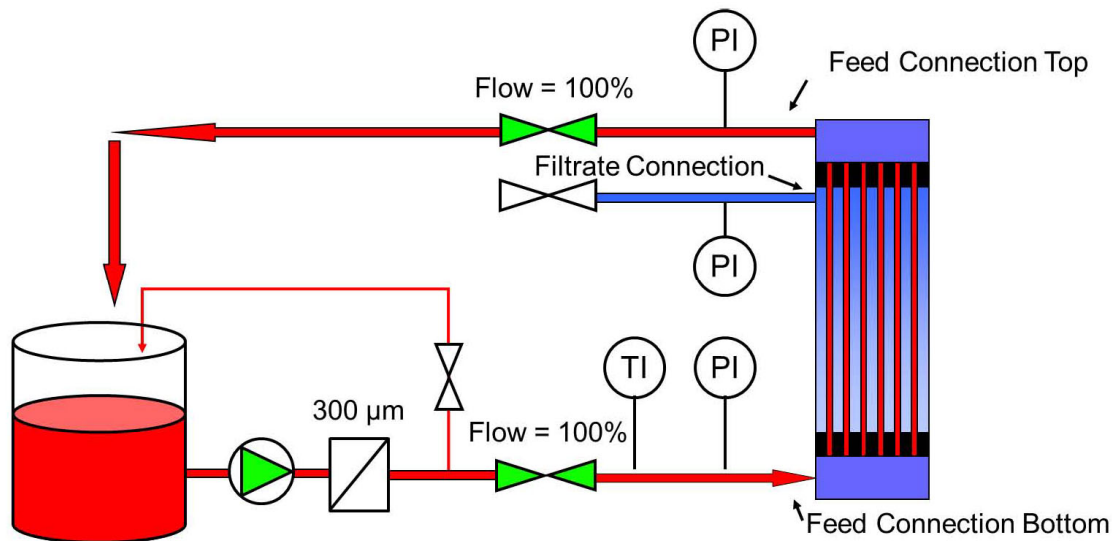 PI
Feed Connection Top
Flow = 100%
Filtrate Connection
PI
TI
PI
300 µm
Flow = 100%
Feed Connection Bottom